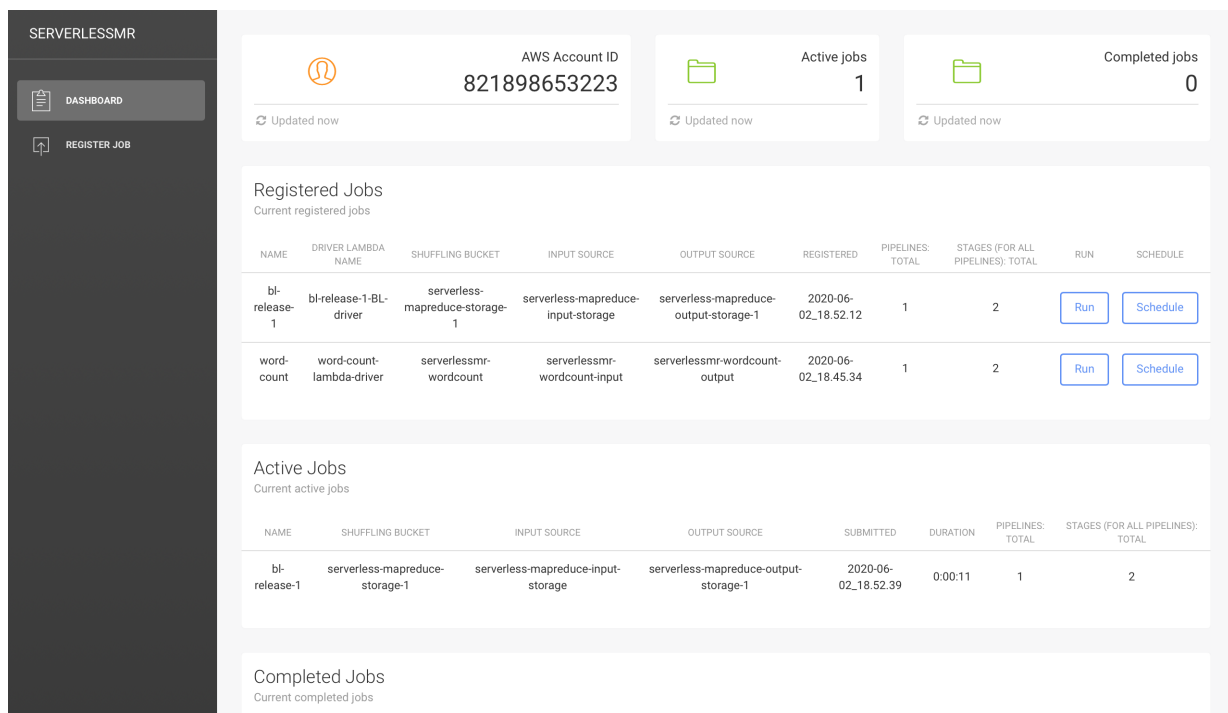 SERVERLESSMR
DASHBOARD
REGISTER JOB
AWS Account ID
821898653223
Updated now
Active jobs
1
Updated now
Completed jobs
0
Updated now
Registered Jobs
Current registered jobs
NAME DRIVER LAMBDA NAME SHUFFLING BUCKET INPUT SOURCE OUTPUT SOURCE REGISTERED PIPELINES: TOTAL STAGES (FOR ALL PIPELINES): TOTAL RUN SCHEDULE
bl-release-1 bl-release-1-BL-driver serverless-mapreduce-storage-1 serverless-mapreduce-input-storage serverless-mapreduce-output-storage-1 2020-06-02_18.52.12 1 2 Run Schedule
word-count word-count-lambda-driver serverlessmr-wordcount serverlessmr-wordcount-input serverlessmr-wordcount-output 2020-06-02_18.45.34 1 2 Run Schedule
Active Jobs
Current active jobs
NAME SHUFFLING BUCKET INPUT SOURCE OUTPUT SOURCE SUBMITTED DURATION PIPELINES: TOTAL STAGES (FOR ALL PIPELINES): TOTAL
bl-release-1 serverless-mapreduce-storage-1 serverless-mapreduce-input-storage serverless-mapreduce-output-storage-1 2020-06-02_18.52.39 0:00:11 1 2
Completed Jobs
Current completed jobs